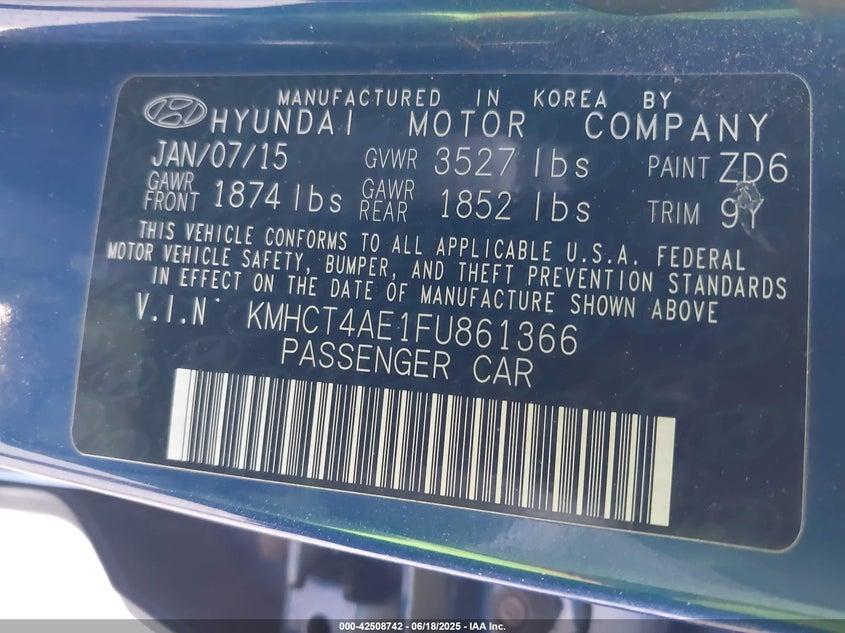 MANUFACTURED IN KOREA BY
HYUNDAI MOTOR COMPANY
JAN/07/15 GVWR 3527 lbs PAINT ZD6
GAWR FRONT 1874 lbs GAWR REAR 1852 lbs TRIM 9Y
THIS VEHICLE CONFORMS TO ALL APPLICABLE U.S.A. FEDERAL
MOTOR VEHICLE SAFETY, BUMPER, AND THEFT PREVENTION STANDARDS
IN EFFECT ON THE DATE OF MANUFACTURE SHOWN ABOVE
V.I.N KMHCT4AE1FU861366
PASSENGER CAR
000-42508742 - 06/18/2025 - IAA Inc.